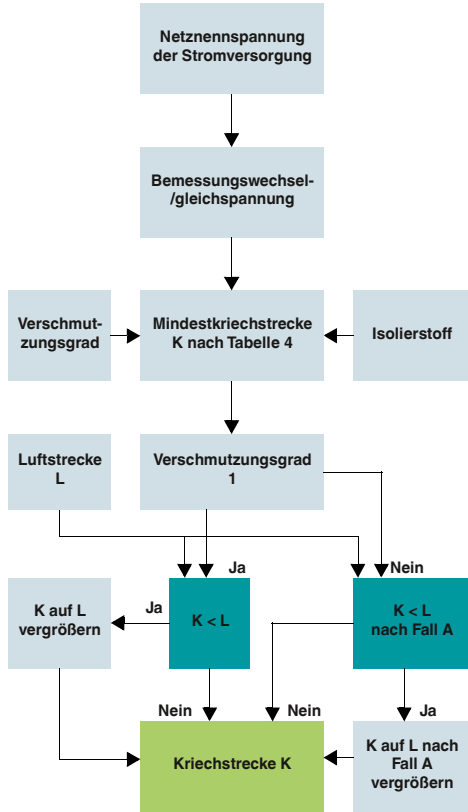 Netznennspannung
der Stromversorgung
Bemessungswechsel-
/gleichspannung
Verschmut-
zungsgrad
Mindestkriechstrecke
K nach Tabelle 4
Isolierstoff
Luftstrecke
L
Verschmutzungsgrad
1
Ja
Nein
K auf L
vergrößern
Ja
K < L
K < L
nach Fall A
Nein
Nein
Ja
Kriechstrecke K
K auf L nach
Fall A
vergrößern